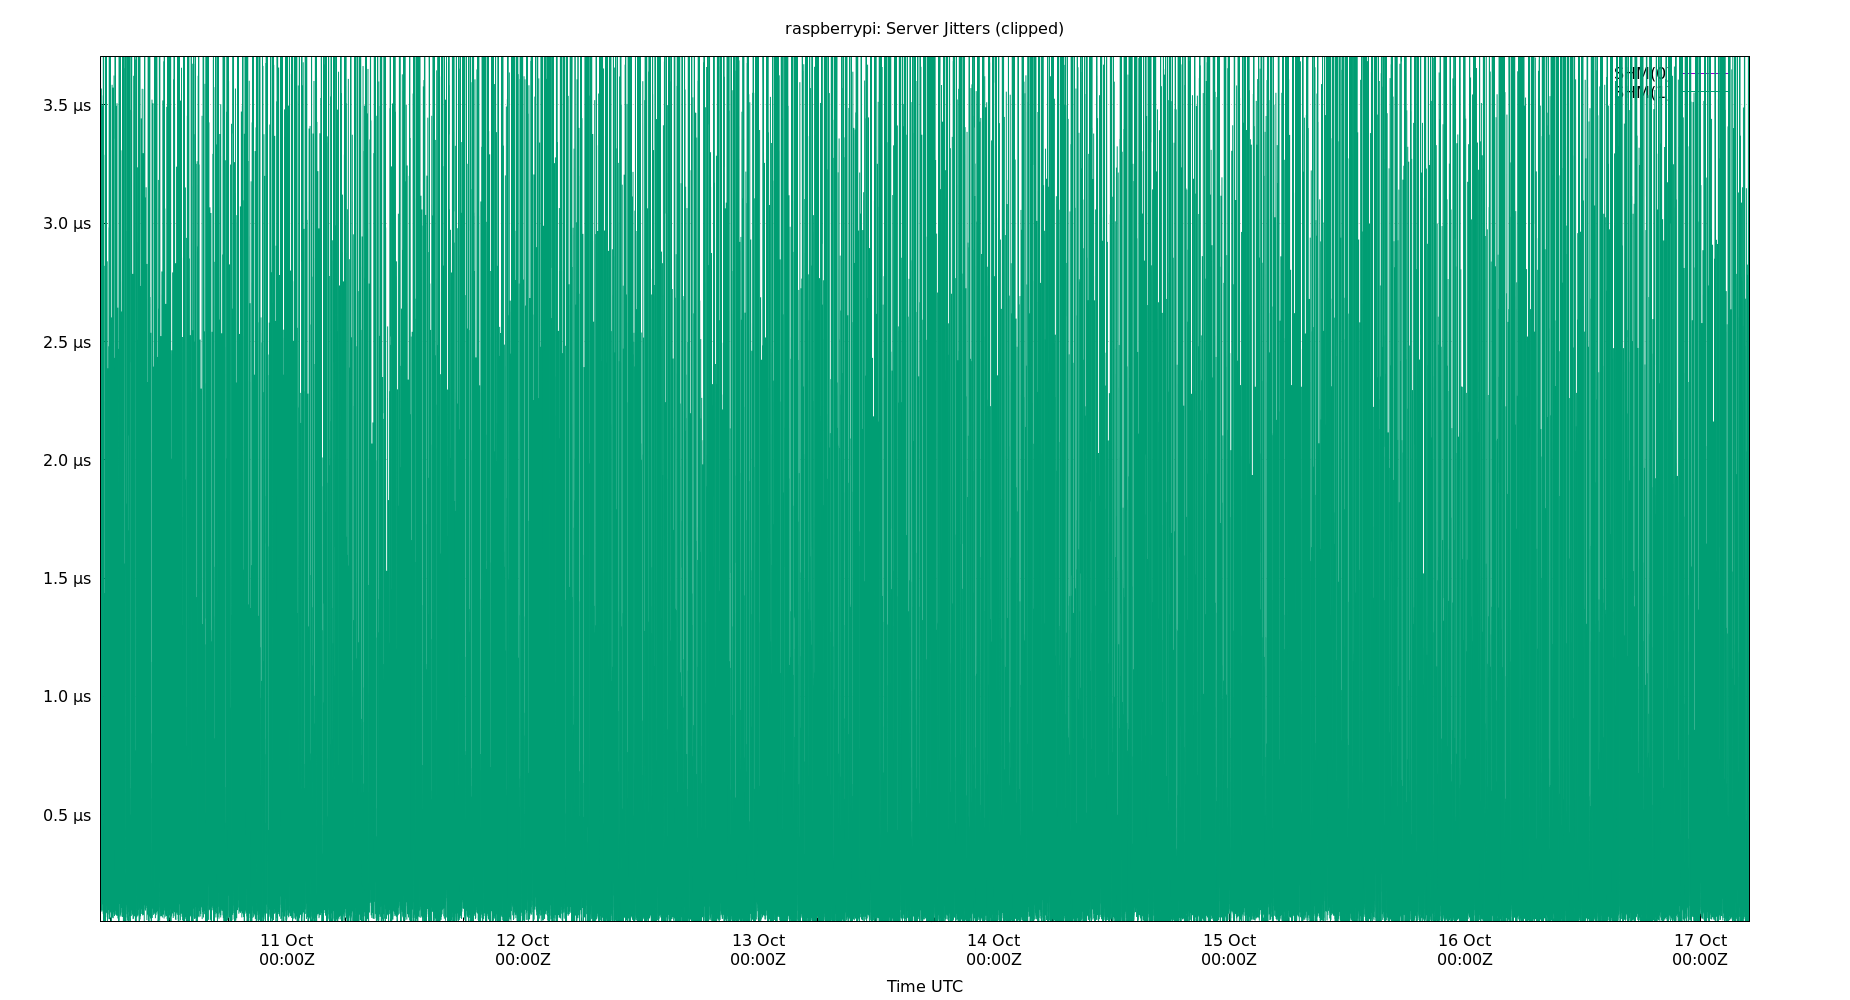 raspberrypi: Server Jitters (clipped)
3.5 µs
3.0 µs
2.5 µs
2.0 µs
1.5 µs
1.0 µs
0.5 µs
11 Oct
00:00Z
12 Oct
00:00Z
13 Oct
00:00Z
14 Oct
00:00Z
15 Oct
00:00Z
16 Oct
00:00Z
17 Oct
00:00Z
Time UTC